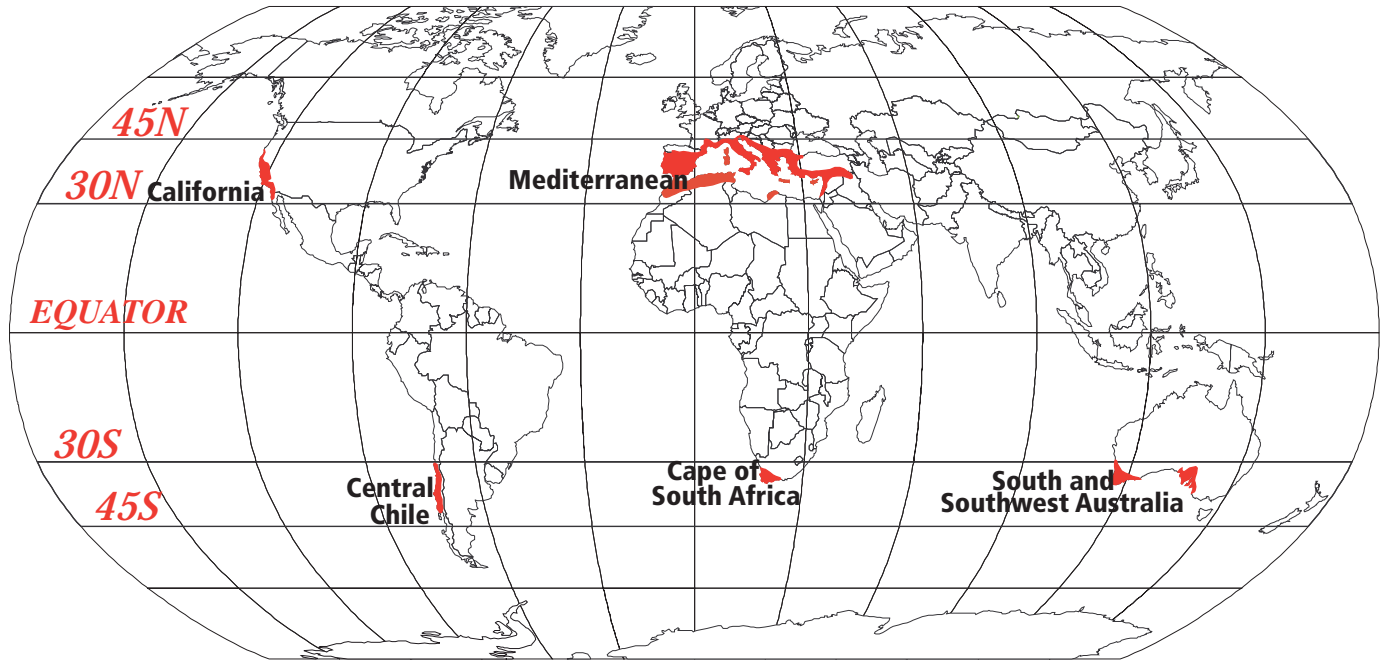 45N
30N
California
Mediterranean
EQUATOR
30S
45S
Central
Chile
Cape of
South Africa
South and
Southwest Australia